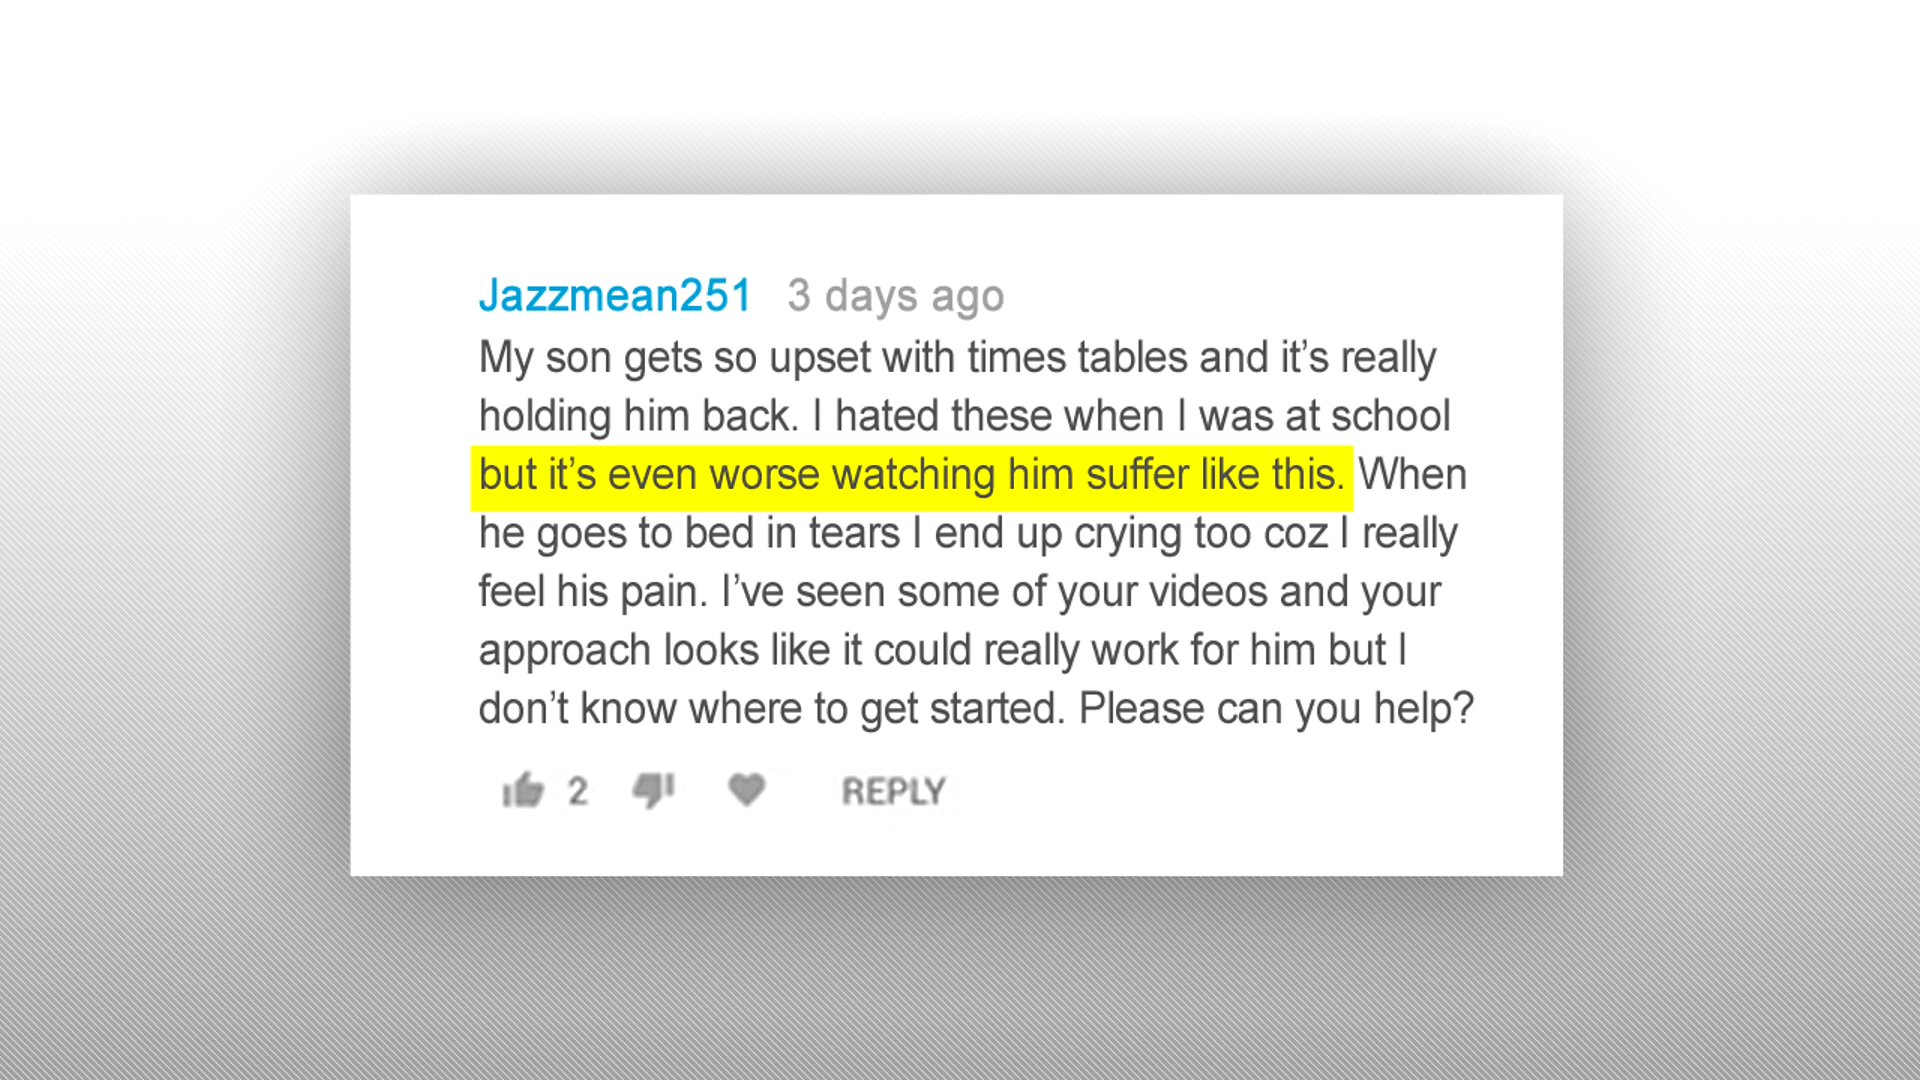 Jazzmean251 3 days ago
My son gets so upset with times tables and it’s really
holding him back. I hated these when I was at school
but it’s even worse watching him suffer like this. When
he goes to bed in tears I end up crying too coz I really
feel his pain. I’ve seen some of your videos and your
approach looks like it could really work for him but I
don’t know where to get started. Please can you help?
2 REPLY